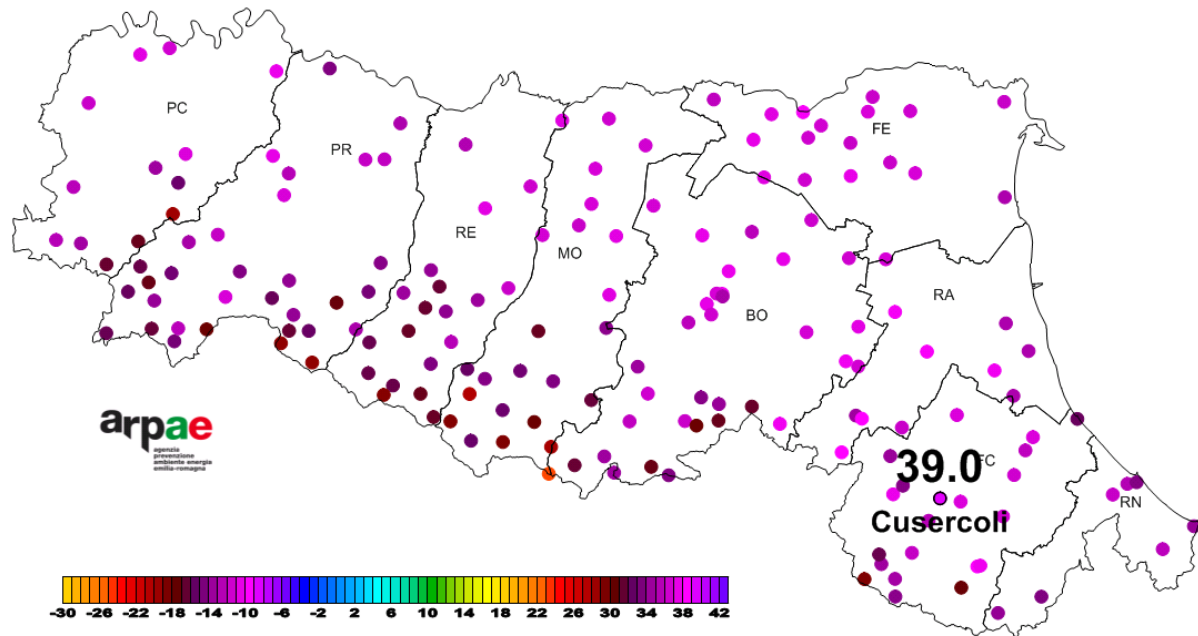 PC
PR
RE
MO
FE
BO
RA
FC
RN
39.0
Cusercoli
arpae
agenzia
prevenzione
ambiente energia
emilia-romagna
-30 -26 -22 -18 -14 -10 -6 -2 2 6 10 14 18 22 26 30 34 38 42